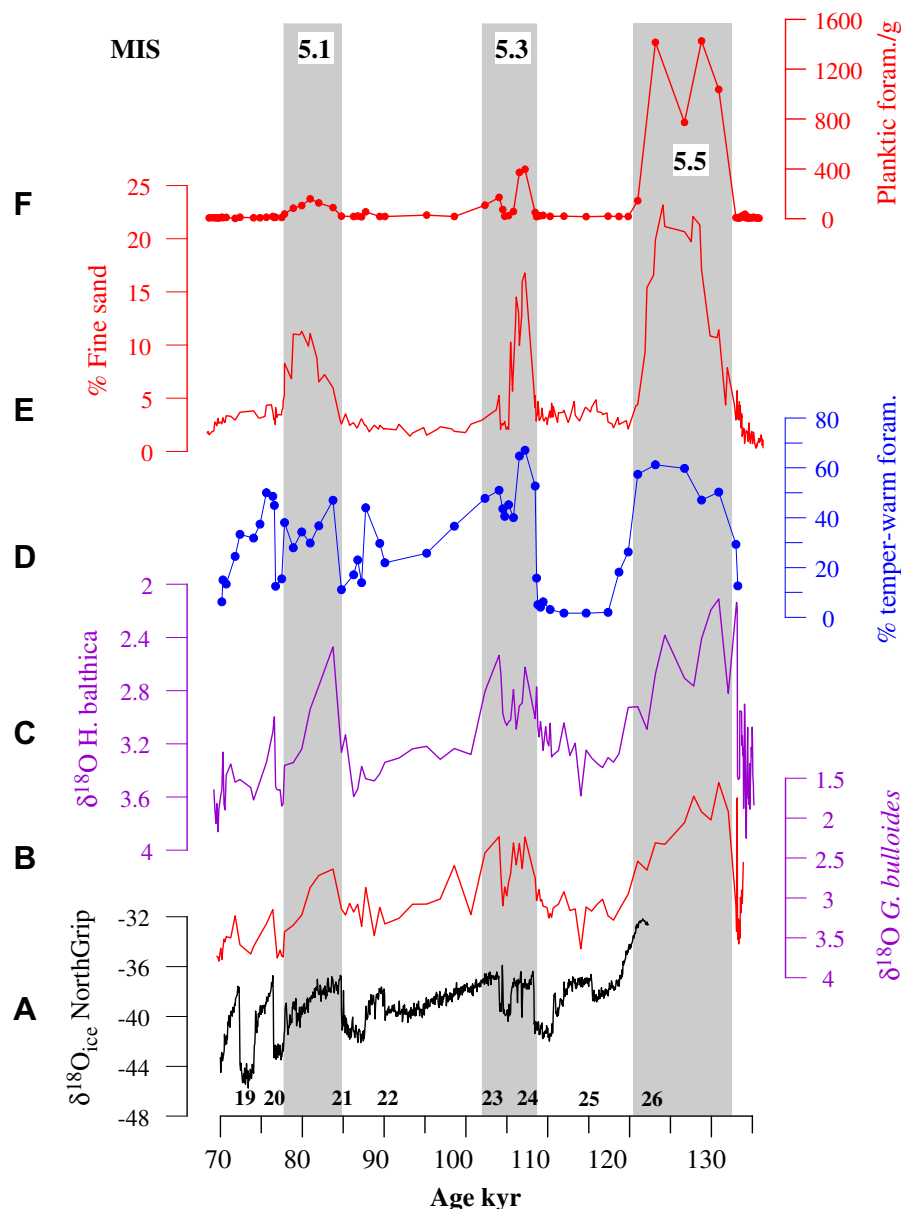 MIS
5.1
5.3
5.5
1600
1200
800
400
0
Planktic foram./g
F
25
20
15
10
5
0
% Fine sand
E
80
60
40
20
0
% temper-warm foram.
D
2
2.4
2.8
3.2
3.6
4
δ18O H. balthica
C
1.5
2
2.5
3
3.5
4
δ18O G. bulloides
B
-32
-36
-40
-44
-48
δ18Oice NorthGrip
A
19 20 21 22 23 24 25 26
70 80 90 100 110 120 130
Age kyr